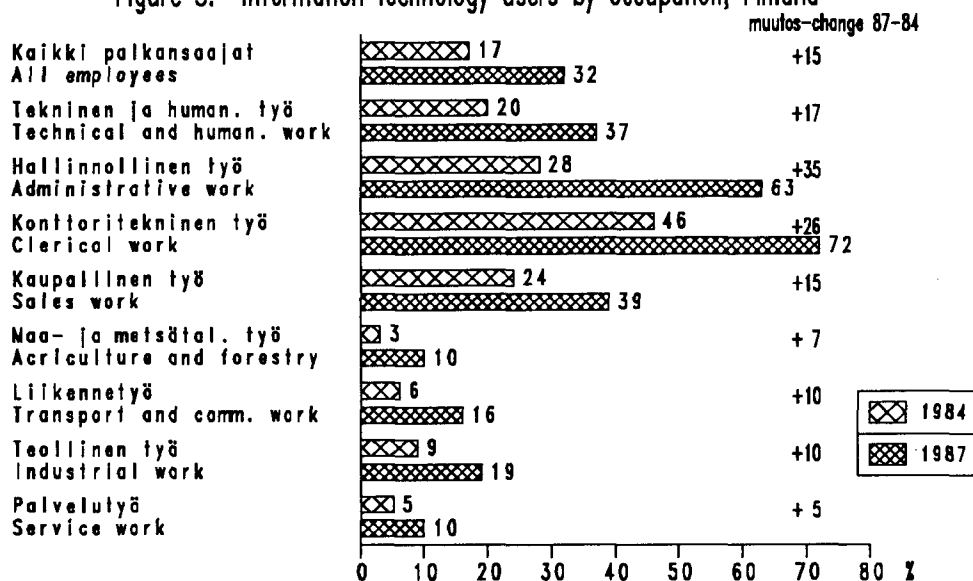 Figure 3. Information technology users by occupation, Finland
muutos-change 87-84
Kaikki palkansaajat 17 +15
All employees 32
Tekninen ja human. työ 20 +17
Technical and human. work 37
Hallinnollinen työ 28 +35
Administrative work 63
Konttoritekninen työ 46 +26
Clerical work 72
Kaupallinen työ 24 +15
Sales work 39
Maa- ja metsätal. työ 3 + 7
Acriculture and forestry 10
Liikennetyö 6 +10
Transport and comm. work 16
1984
Teollinen työ 9 +10
1987
Industrial work 19
Palvelutyö 5 + 5
Service work 10
0 10 20 30 40 50 60 70 80 %